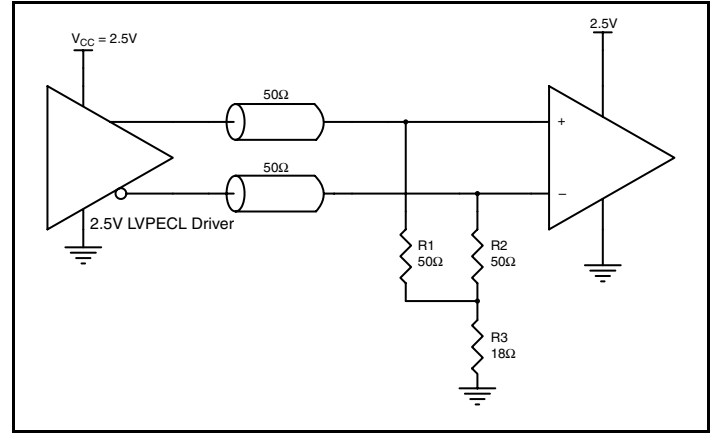 2.5V
V_CC = 2.5V
50Ω
+
50Ω
−
2.5V LVPECL Driver
R1
50Ω
R2
50Ω
R3
18Ω